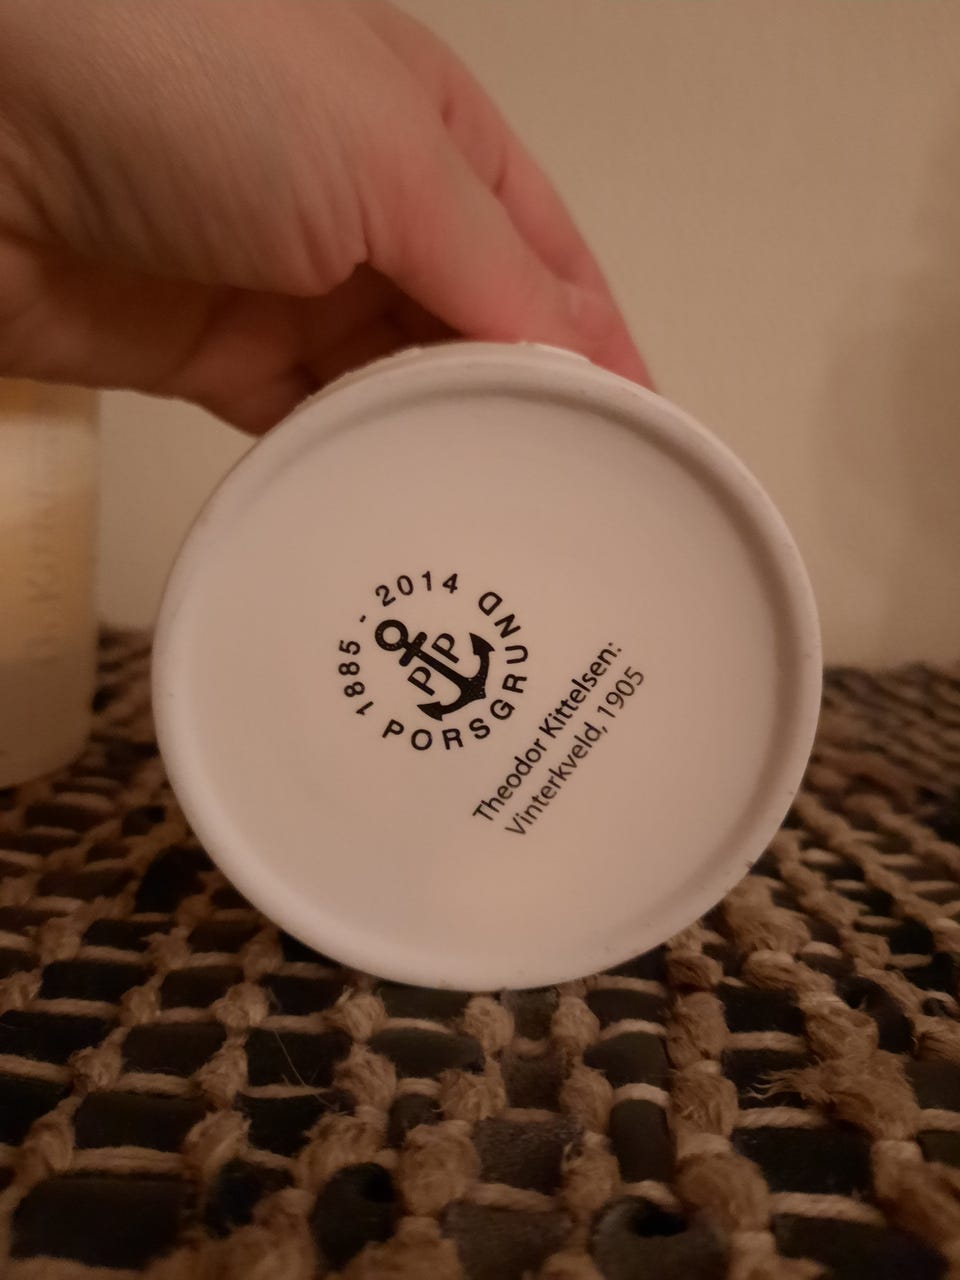 1885 - 2014
PP
PORSGRUND
Theodor Kittelsen:
Vinterkveld, 1905